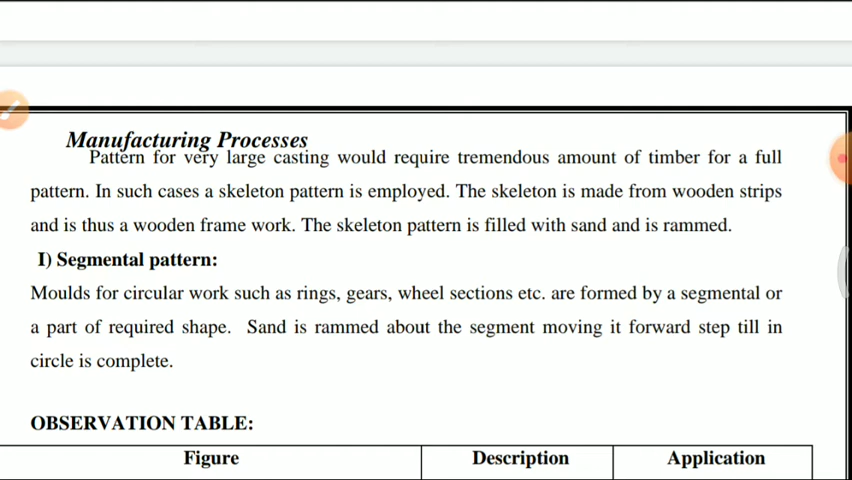 Manufacturing Processes
Pattern for very large casting would require tremendous amount of timber for a full
pattern. In such cases a skeleton pattern is employed. The skeleton is made from wooden strips
and is thus a wooden frame work. The skeleton pattern is filled with sand and is rammed.
I) Segmental pattern:
Moulds for circular work such as rings, gears, wheel sections etc. are formed by a segmental or
a part of required shape. Sand is rammed about the segment moving it forward step till in
circle is complete.
OBSERVATION TABLE:
Figure Description Application